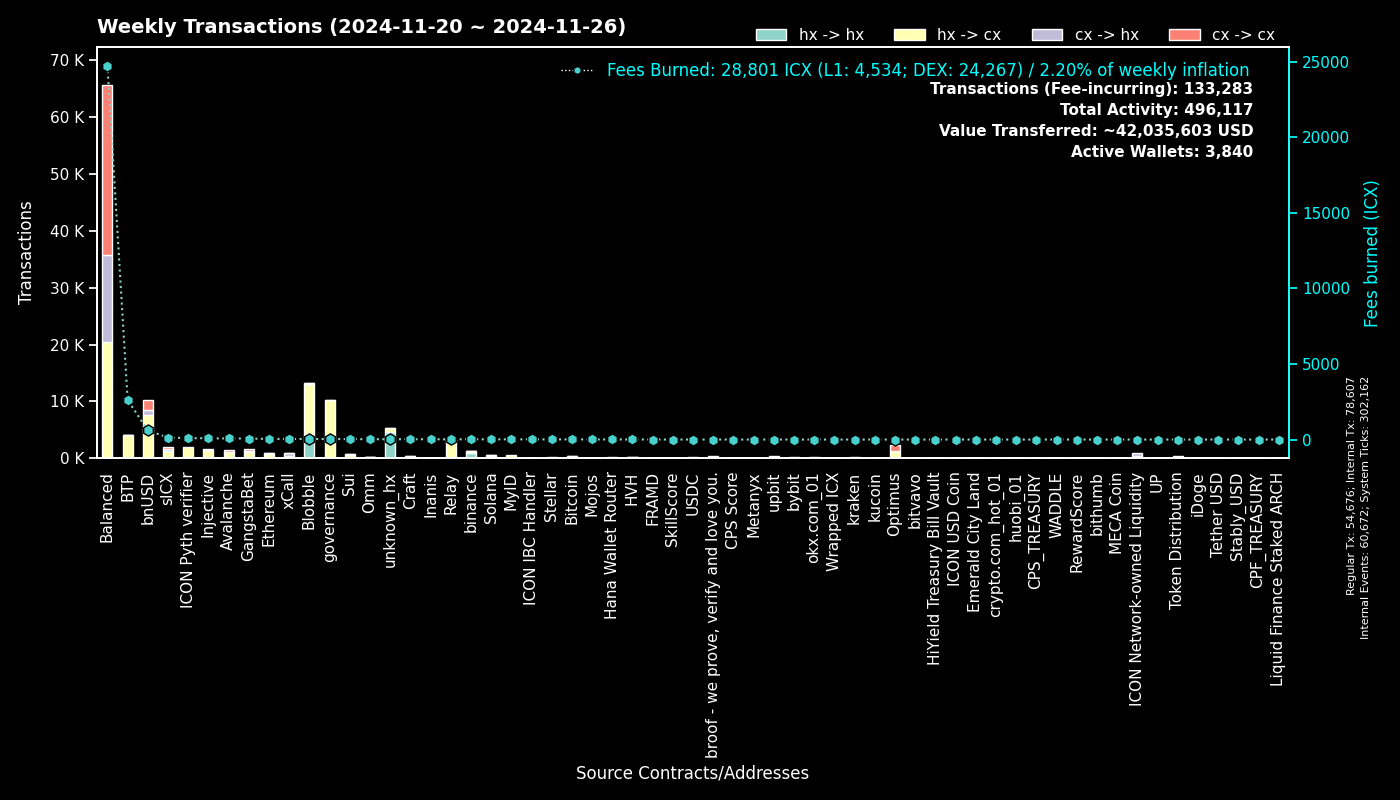 Weekly Transactions (2024-11-20 ~ 2024-11-26)
hx -> hx
hx -> cx
cx -> hx
cx -> cx
Fees Burned: 28,801 ICX (L1: 4,534; DEX: 24,267) / 2.20% of weekly inflation
Transactions (Fee-incurring): 133,283
Total Activity: 496,117
Value Transferred: ~42,035,603 USD
Active Wallets: 3,840
Transactions
70 K
60 K
50 K
40 K
30 K
20 K
10 K
0 K
25000
20000
15000
10000
5000
0
Fees burned (ICX)
Regular Tx: 54,676; Internal Tx: 78,607
Internal Events: 60,672; System Ticks: 302,162
Balanced
BTP
bnUSD
sICX
ICON Pyth verifier
Injective
Avalanche
GangstaBet
Ethereum
xCall
Blobble
governance
Sui
Omm
unknown_hx
Craft
Inanis
Relay
binance
Solana
MyID
ICON IBC Handler
Stellar
Bitcoin
Mojos
Hana Wallet Router
HVH
FRAMD
SkillScore
USDC
broof - we prove, verify and love you.
CPS Score
Metanyx
upbit
bybit
okx.com_01
Wrapped ICX
kraken
kucoin
Optimus
bitvavo
HiYield Treasury Bill Vault
ICON USD Coin
Emerald City Land
crypto.com_hot_01
huobi_01
CPS_TREASURY
WADDLE
RewardScore
bithumb
MECA Coin
ICON Network-owned Liquidity
UP
Token Distribution
iDoge
Tether USD
Stably_USD
CPF_TREASURY
Liquid Finance Staked ARCH
Source Contracts/Addresses